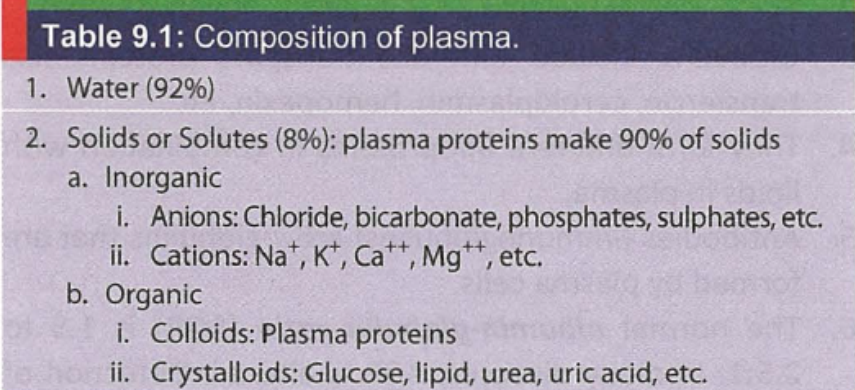 Table 9.1: Composition of plasma.
1. Water (92%)
2. Solids or Solutes (8%): plasma proteins make 90% of solids
a. Inorganic
i. Anions: Chloride, bicarbonate, phosphates, sulphates, etc.
ii. Cations: Na⁺, K⁺, Ca⁺⁺, Mg⁺⁺, etc.
b. Organic
i. Colloids: Plasma proteins
ii. Crystalloids: Glucose, lipid, urea, uric acid, etc.